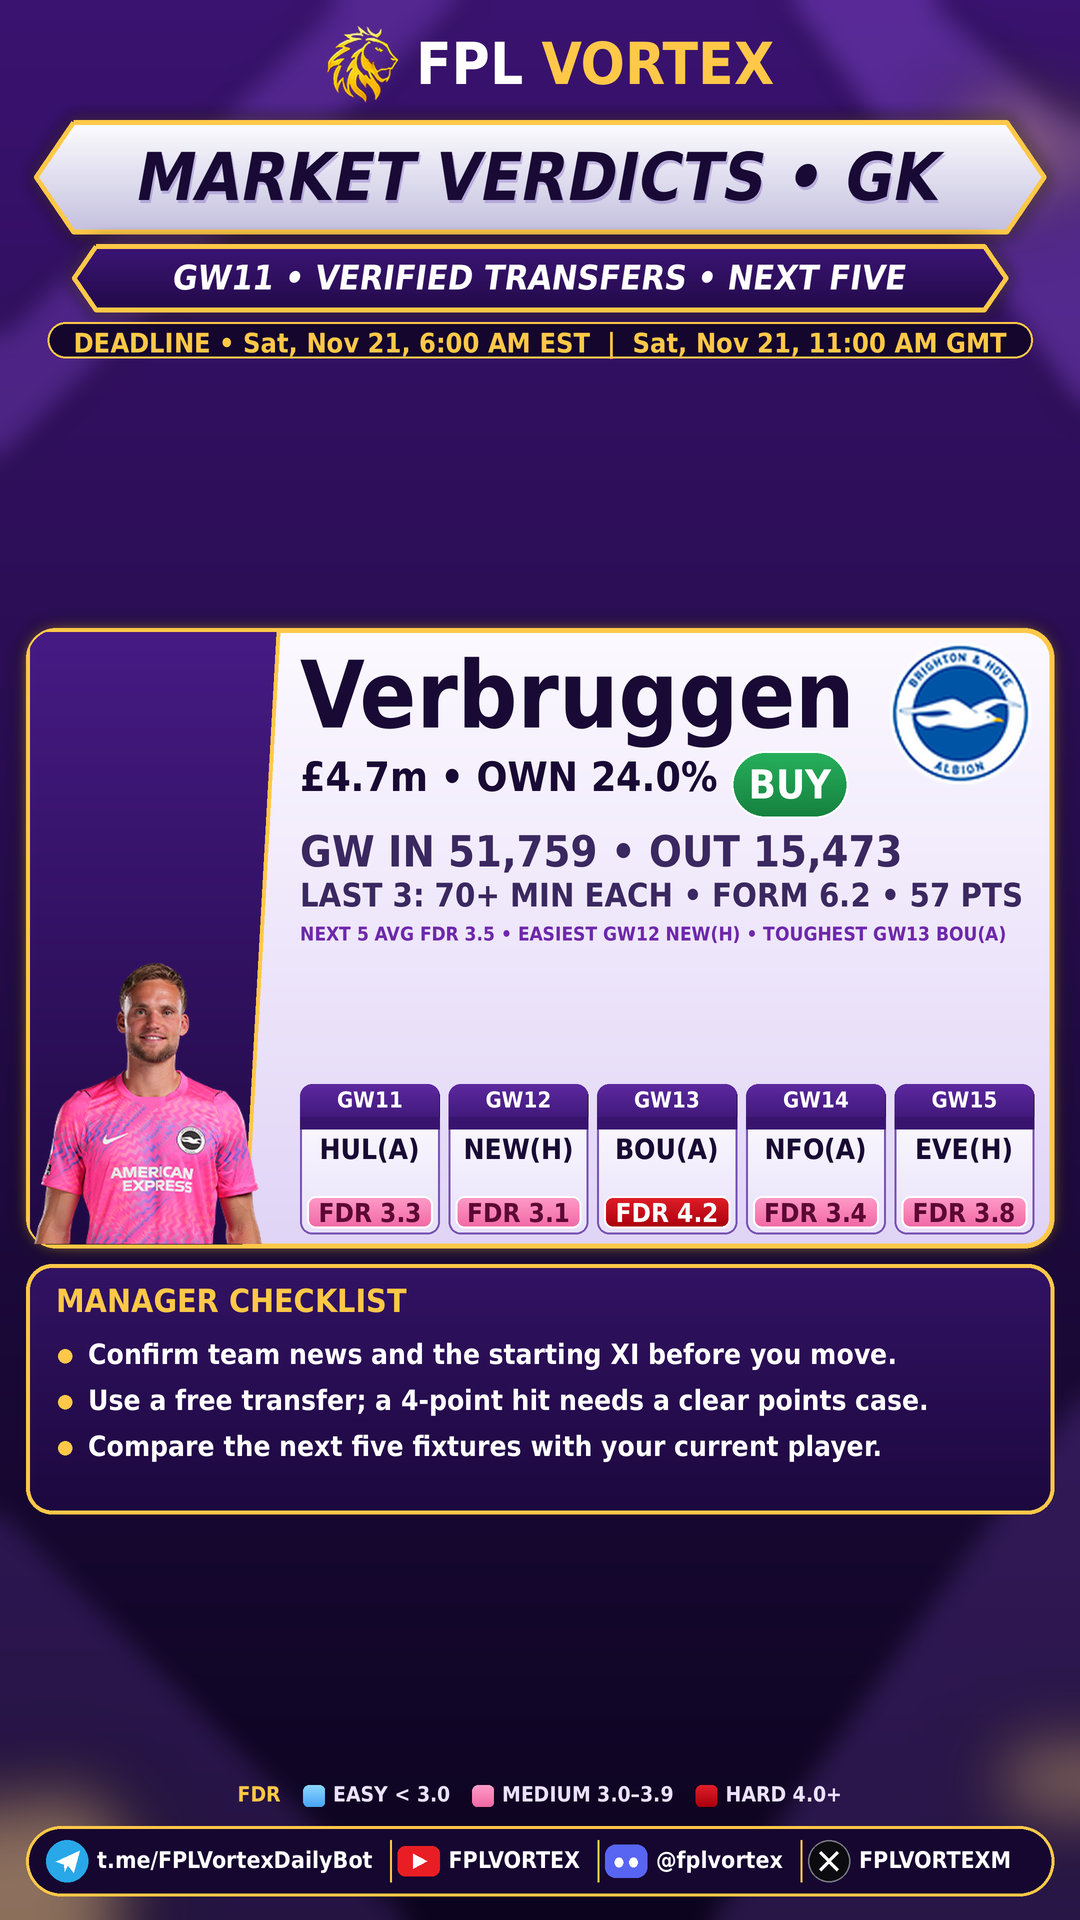 FPL VORTEX
MARKET VERDICTS • GK
GW11 • VERIFIED TRANSFERS • NEXT FIVE
DEADLINE • Sat, Nov 21, 6:00 AM EST | Sat, Nov 21, 11:00 AM GMT
Verbruggen
BRIGHTON & HOVE
ALBION
£4.7m • OWN 24.0% BUY
GW IN 51,759 • OUT 15,473
LAST 3: 70+ MIN EACH • FORM 6.2 • 57 PTS
NEXT 5 AVG FDR 3.5 • EASIEST GW12 NEW(H) • TOUGHEST GW13 BOU(A)
AMERICAN
EXPRESS
GW11 GW12 GW13 GW14 GW15
HUL(A) NEW(H) BOU(A) NFO(A) EVE(H)
FDR 3.3 FDR 3.1 FDR 4.2 FDR 3.4 FDR 3.8
MANAGER CHECKLIST
• Confirm team news and the starting XI before you move.
• Use a free transfer; a 4-point hit needs a clear points case.
• Compare the next five fixtures with your current player.
FDR EASY < 3.0 MEDIUM 3.0–3.9 HARD 4.0+
t.me/FPLVortexDailyBot | FPLVORTEX | @fplvortex | FPLVORTEXM